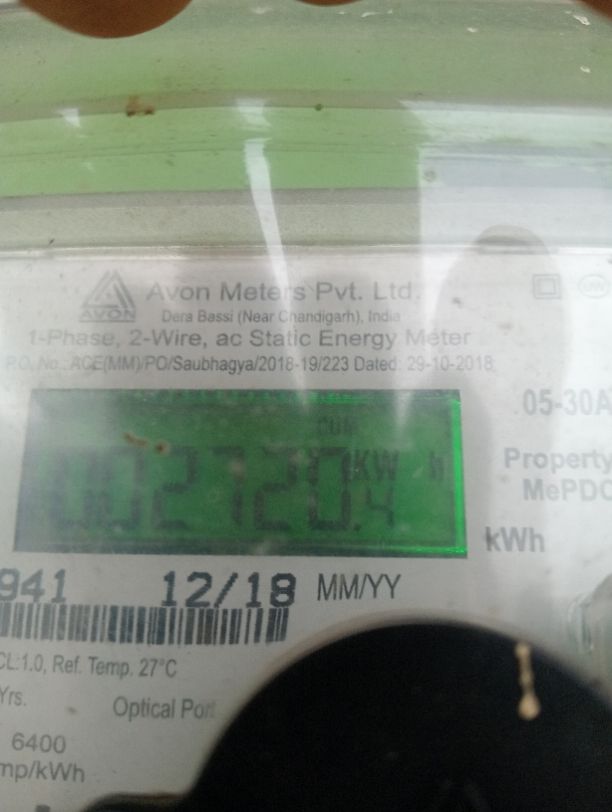 AVON
Avon Meters Pvt. Ltd.
Dera Bassi (Near Chandigarh), India
1-Phase, 2-Wire, ac Static Energy Meter
P.O. No.: ACE(MM)/PO/Saubhagya/2018-19/223 Dated: 29-10-2018
05-30A
CUM
002720.4 KW h
Property
MePDC
kWh
941 12/18 MM/YY
CL:1.0, Ref. Temp. 27°C
Yrs.
Optical Port
6400
mp/kWh